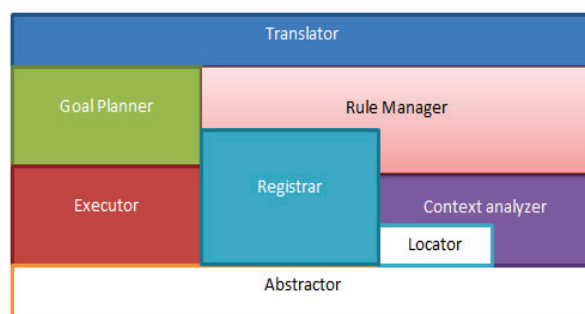 Translator
Goal Planner
Rule Manager
Registrar
Executor
Context analyzer
Locator
Abstractor